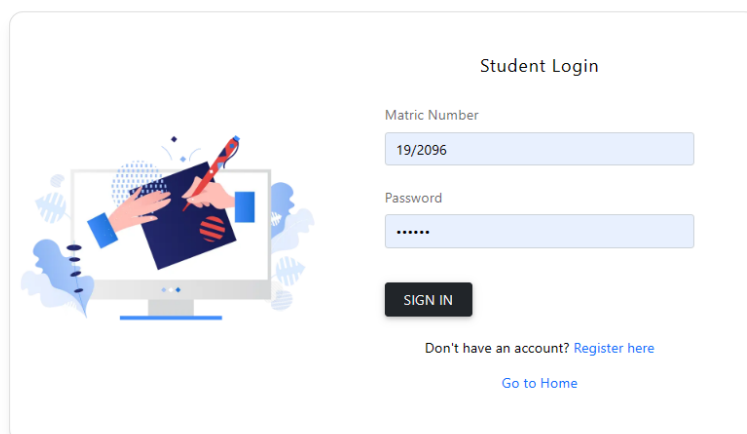 Student Login
Matric Number
19/2096
Password
••••••
SIGN IN
Don't have an account? Register here
Go to Home